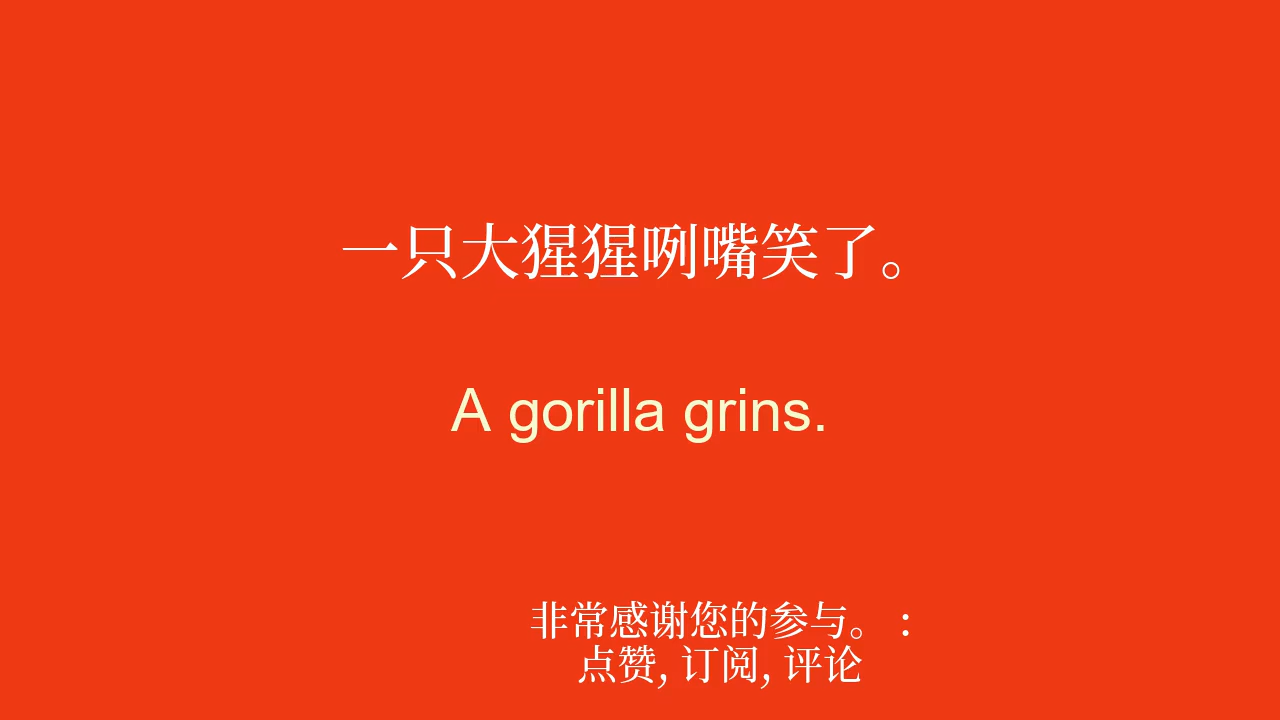 一只大猩猩咧嘴笑了。
A gorilla grins.
非常感谢您的参与。 :
点赞, 订阅, 评论